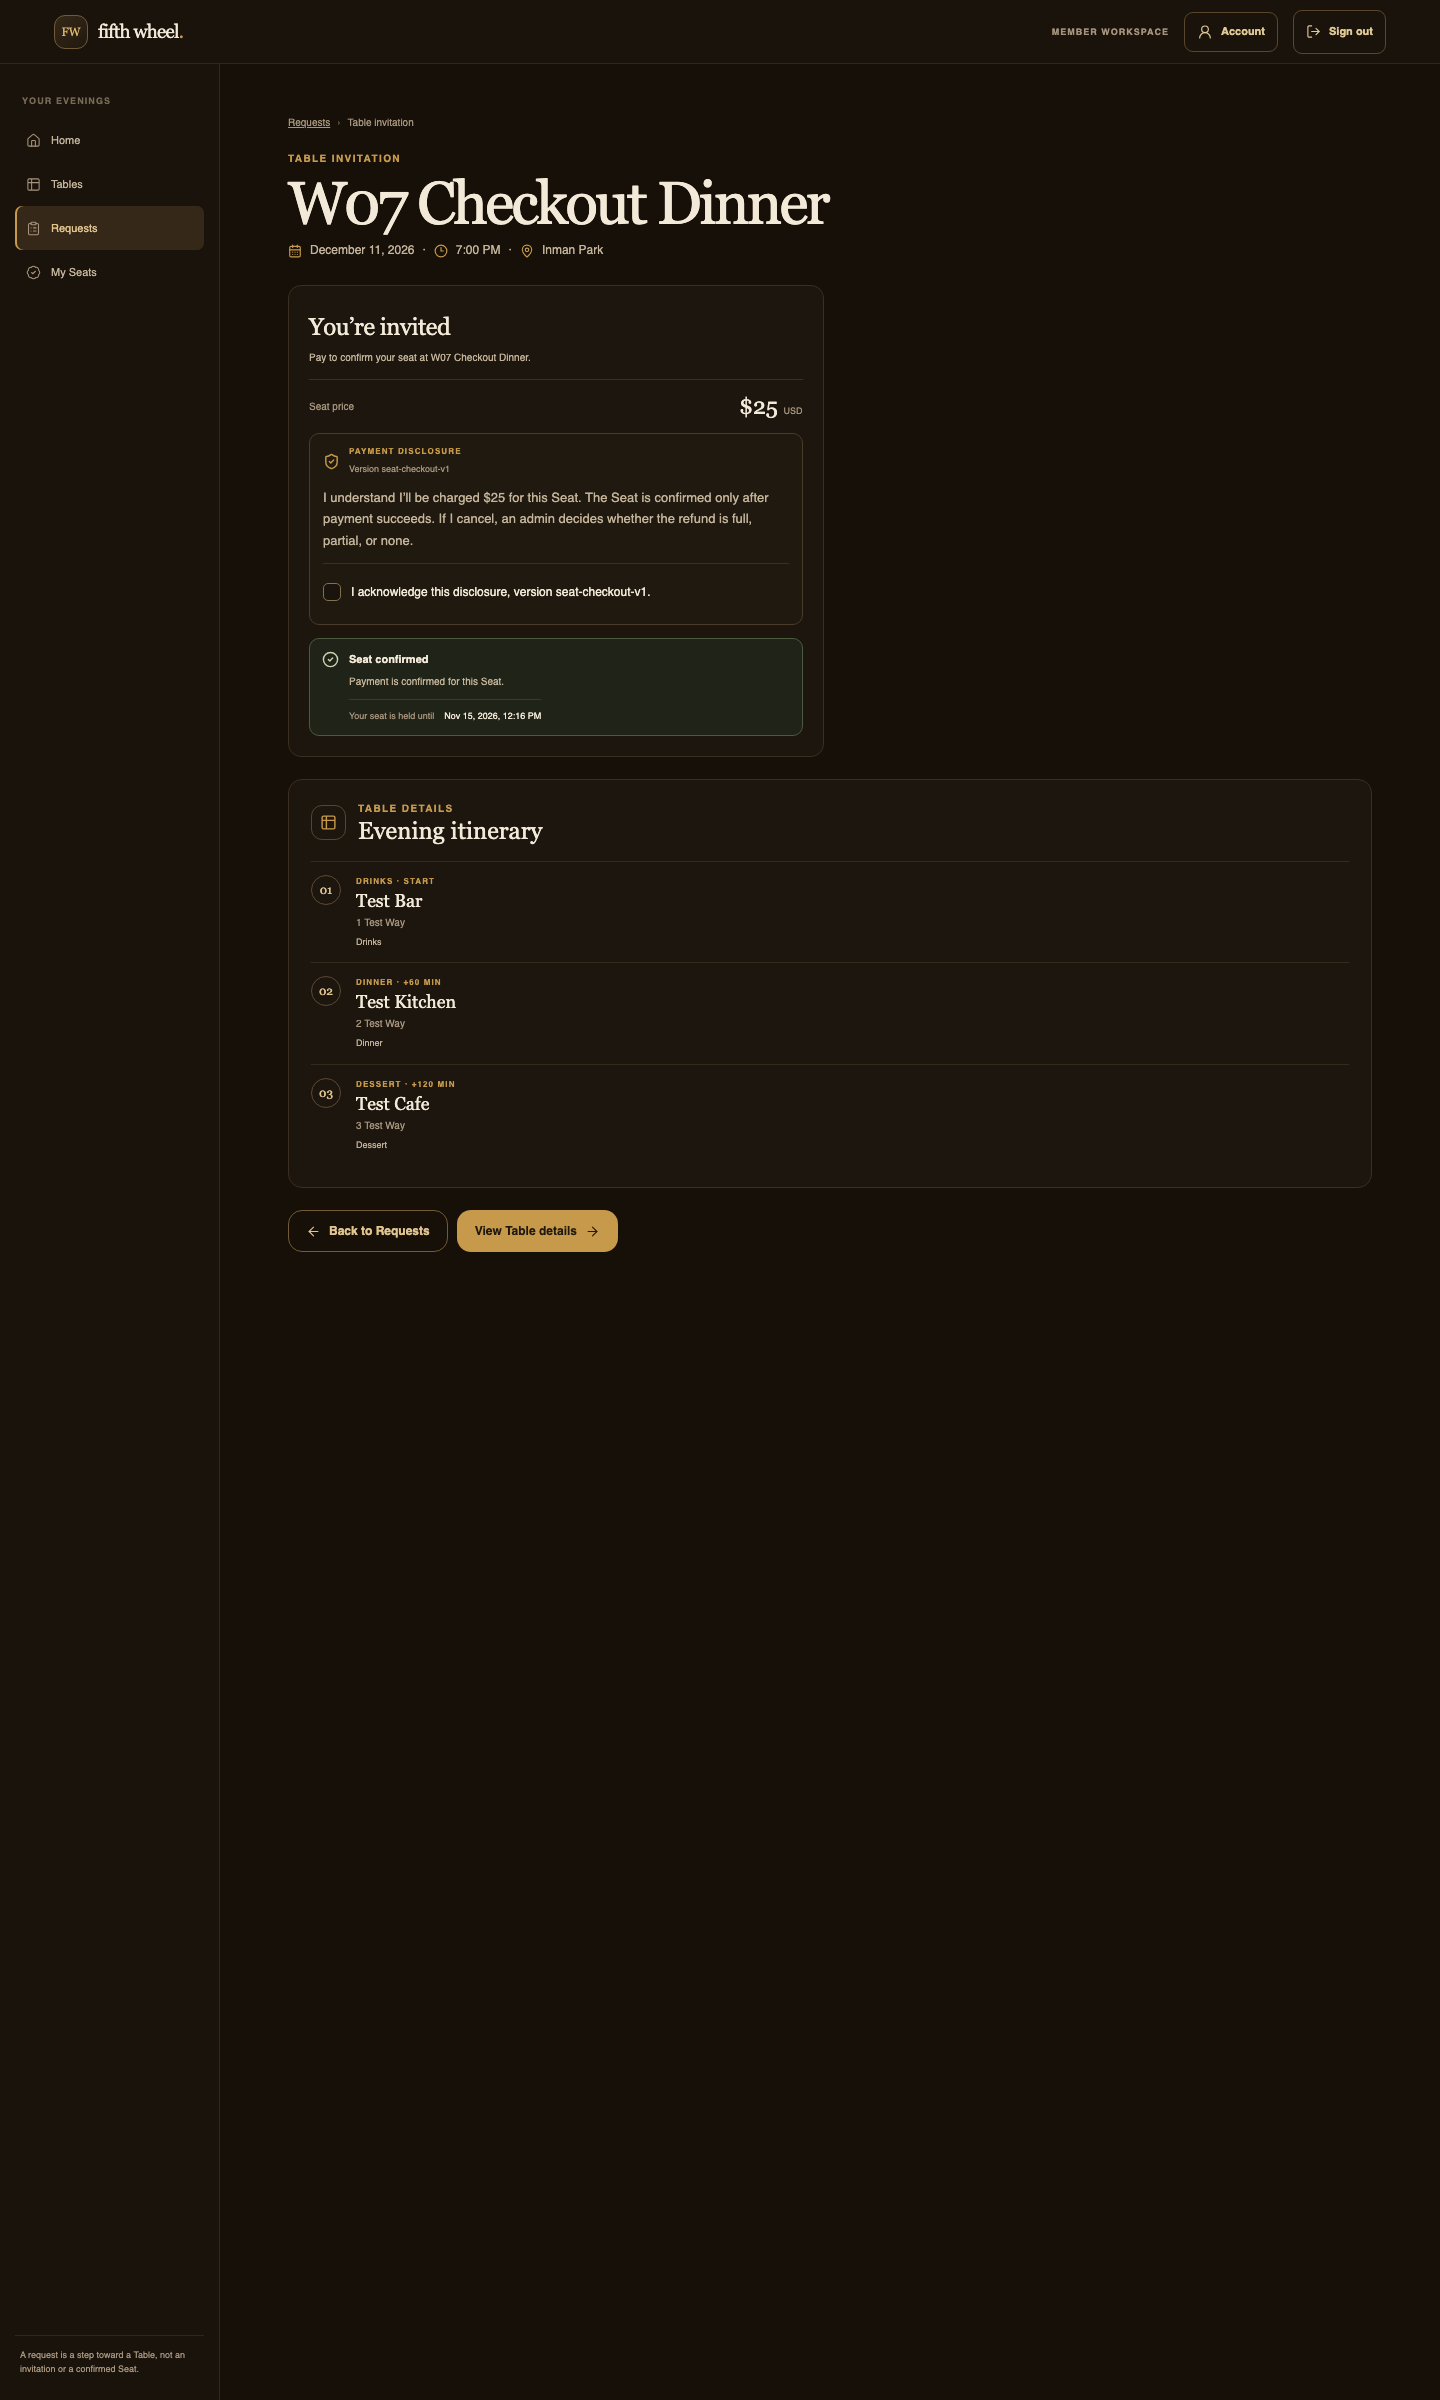 FW
fifth wheel.
MEMBER WORKSPACE
Account
Sign out
YOUR EVENINGS
Home
Tables
Requests
My Seats
Requests › Table invitation
TABLE INVITATION
W07 Checkout Dinner
December 11, 2026 · 7:00 PM · Inman Park
You’re invited
Pay to confirm your seat at W07 Checkout Dinner.
Seat price
$25 USD
PAYMENT DISCLOSURE
Version seat-checkout-v1
I understand I'll be charged $25 for this Seat. The Seat is confirmed only after
payment succeeds. If I cancel, an admin decides whether the refund is full,
partial, or none.
I acknowledge this disclosure, version seat-checkout-v1.
Seat confirmed
Payment is confirmed for this Seat.
Your seat is held until Nov 15, 2026, 12:16 PM
TABLE DETAILS
Evening itinerary
01
DRINKS · START
Test Bar
1 Test Way
Drinks
02
DINNER · +60 MIN
Test Kitchen
2 Test Way
Dinner
03
DESSERT · +120 MIN
Test Cafe
3 Test Way
Dessert
Back to Requests
View Table details
A request is a step toward a Table, not an
invitation or a confirmed Seat.